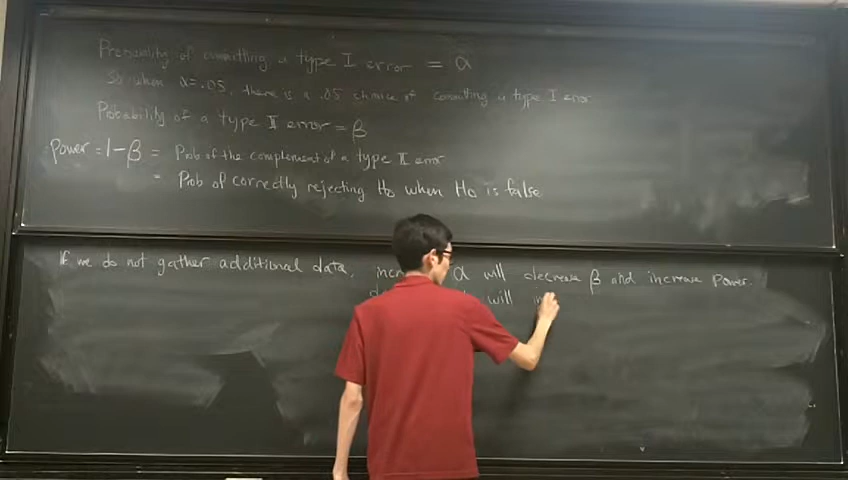 Probability of committing a type I error = α
So when α=.05, there is a .05 chance of committing a type I error
Probability of a type II error = β
Power = 1-β = Prob of the complement of a type II error
= Prob of correctly rejecting H0 when H0 is false
If we do not gather additional data, α will decrease β and increase Power.
will